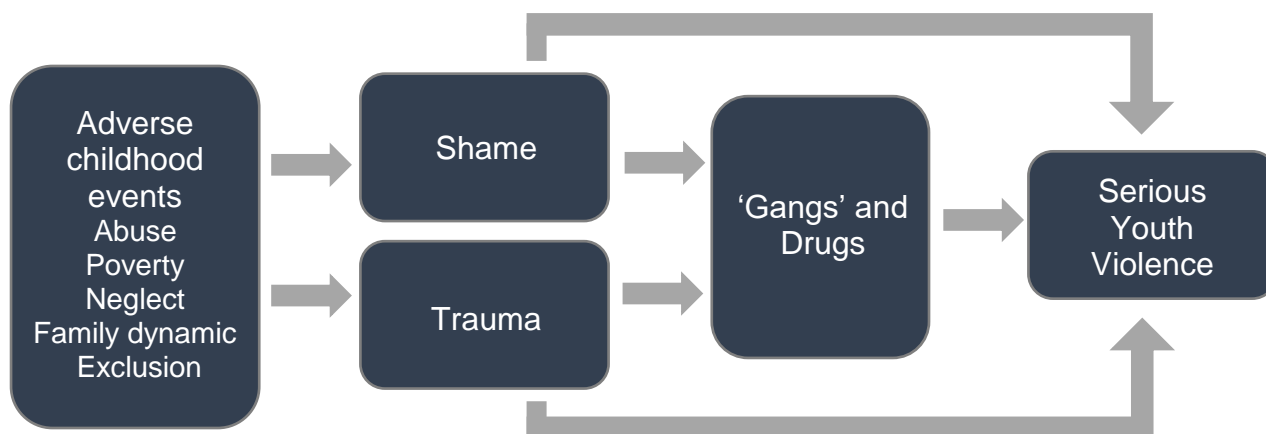 Adverse
childhood
events
Abuse
Poverty
Neglect
Family dynamic
Exclusion
Shame
Trauma
‘Gangs’ and
Drugs
Serious
Youth
Violence